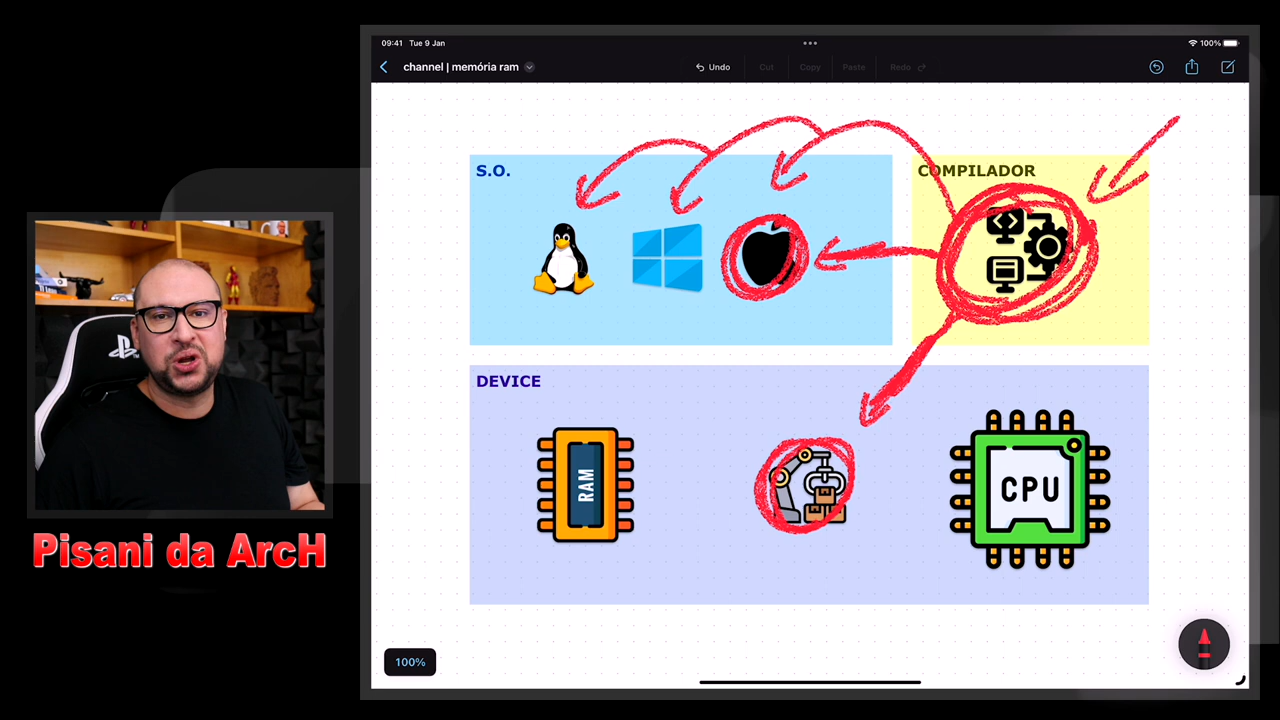 09:41 Tue 9 Jan
100%
channel | memória ram
Undo
Cut
Copy
Paste
Redo
S.O.
COMPILADOR
DEVICE
RAM
CPU
Pisani da ArcH
100%